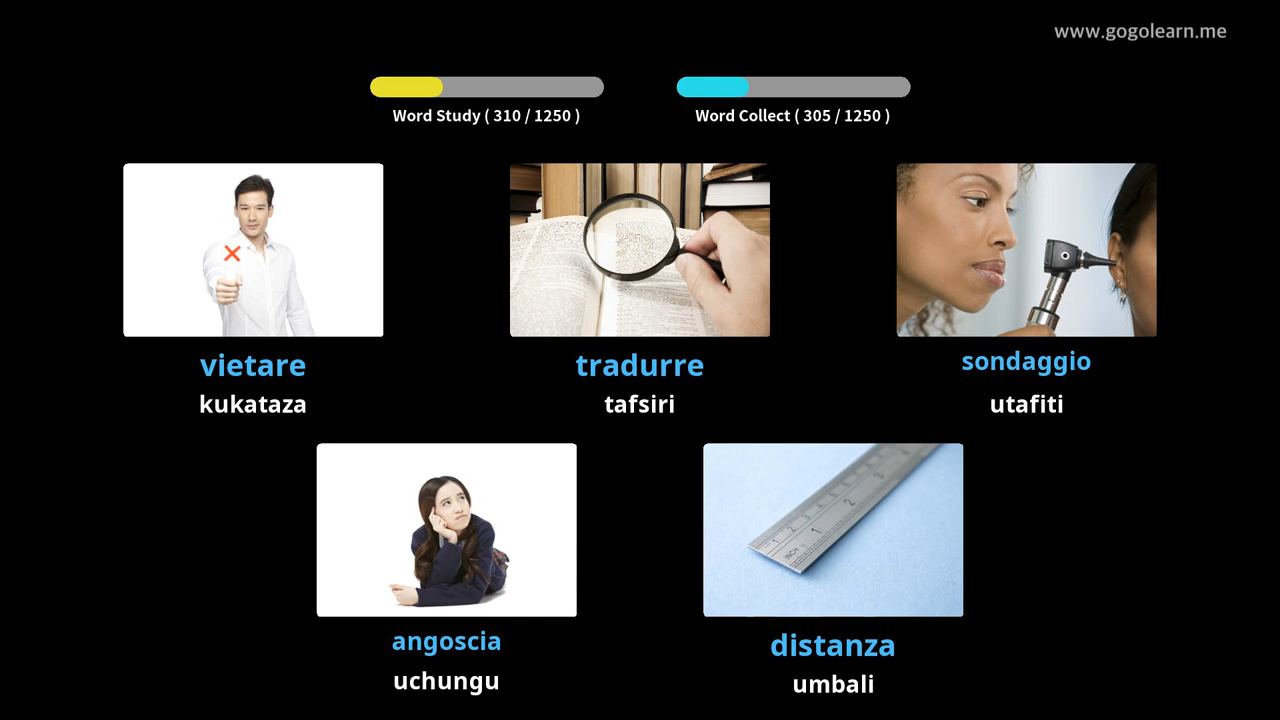 www.gogolearn.me
Word Study ( 310 / 1250 )
Word Collect ( 305 / 1250 )
vietare
kukataza
tradurre
tafsiri
sondaggio
utafiti
angoscia
uchungu
distanza
umbali